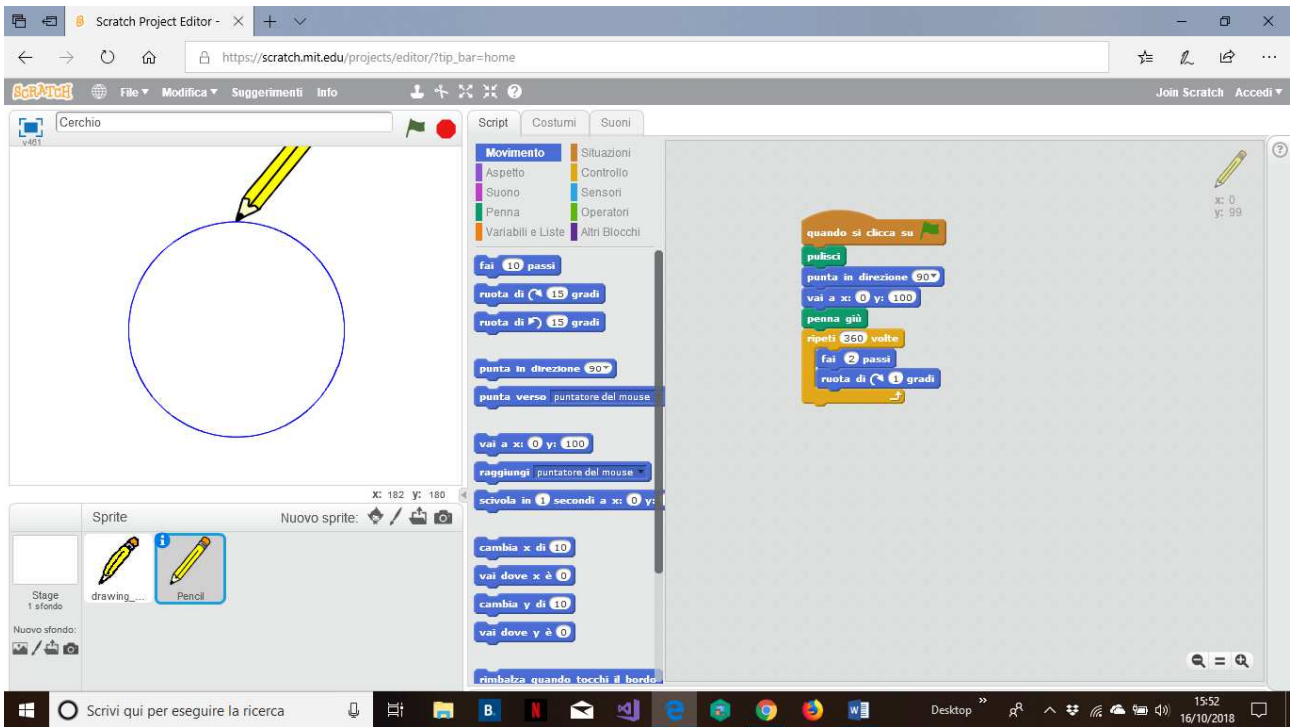 Scratch Project Editor -
https://scratch.mit.edu/projects/editor/?tip_bar=home
SCRATCH File Modifica Suggerimenti Info Join Scratch Accedi
Cerchio
v461
Script Costumi Suoni
Movimento Situazioni
Aspetto Controllo
Suono Sensori
Penna Operatori
Variabili e Liste Altri Blocchi
fai 10 passi
ruota di 15 gradi
ruota di 15 gradi
punta in direzione 90
punta verso puntatore del mouse
vai a x: 0 y: 100
raggiungi puntatore del mouse
scivola in 1 secondi a x: 0 y:
cambia x di 10
vai dove x è 0
cambia y di 10
vai dove y è 0
rimbalza quando tocchi il bordo
quando si clicca su
pulisci
punta in direzione 90
vai a x: 0 y: 100
penna giù
ripeti 360 volte
fai 2 passi
ruota di 1 gradi
x: 0
y: 99
X: 182 y: 180
Sprite Nuovo sprite:
Stage
1 sfondo
drawing_... Pencil
Nuovo sfondo:
Scrivi qui per eseguire la ricerca
B.
N
Desktop
15:52
16/10/2018